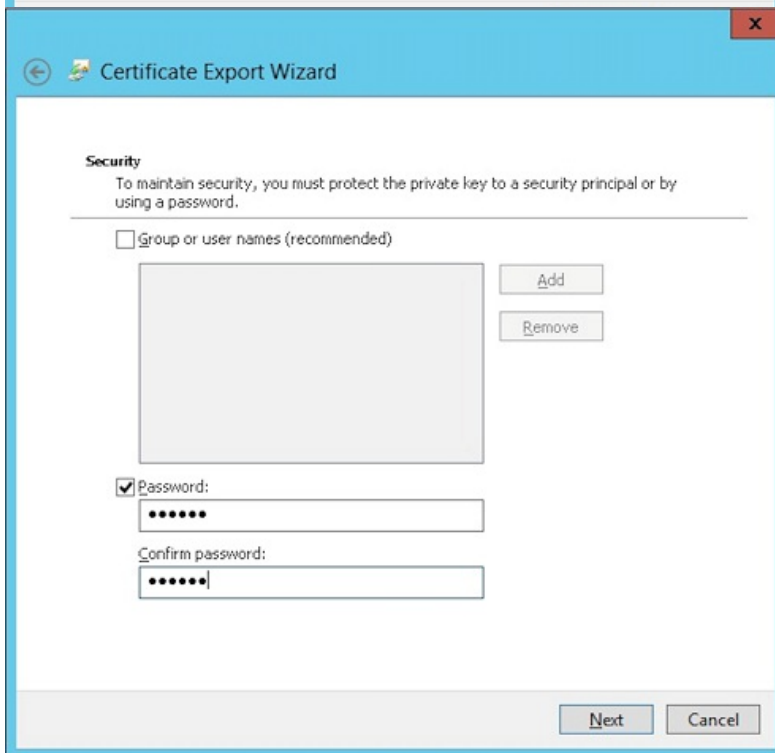 x
Certificate Export Wizard
Security
To maintain security, you must protect the private key to a security principal or by
using a password.
Group or user names (recommended)
Add
Remove
Password:
••••••
Confirm password:
••••••
Next
Cancel